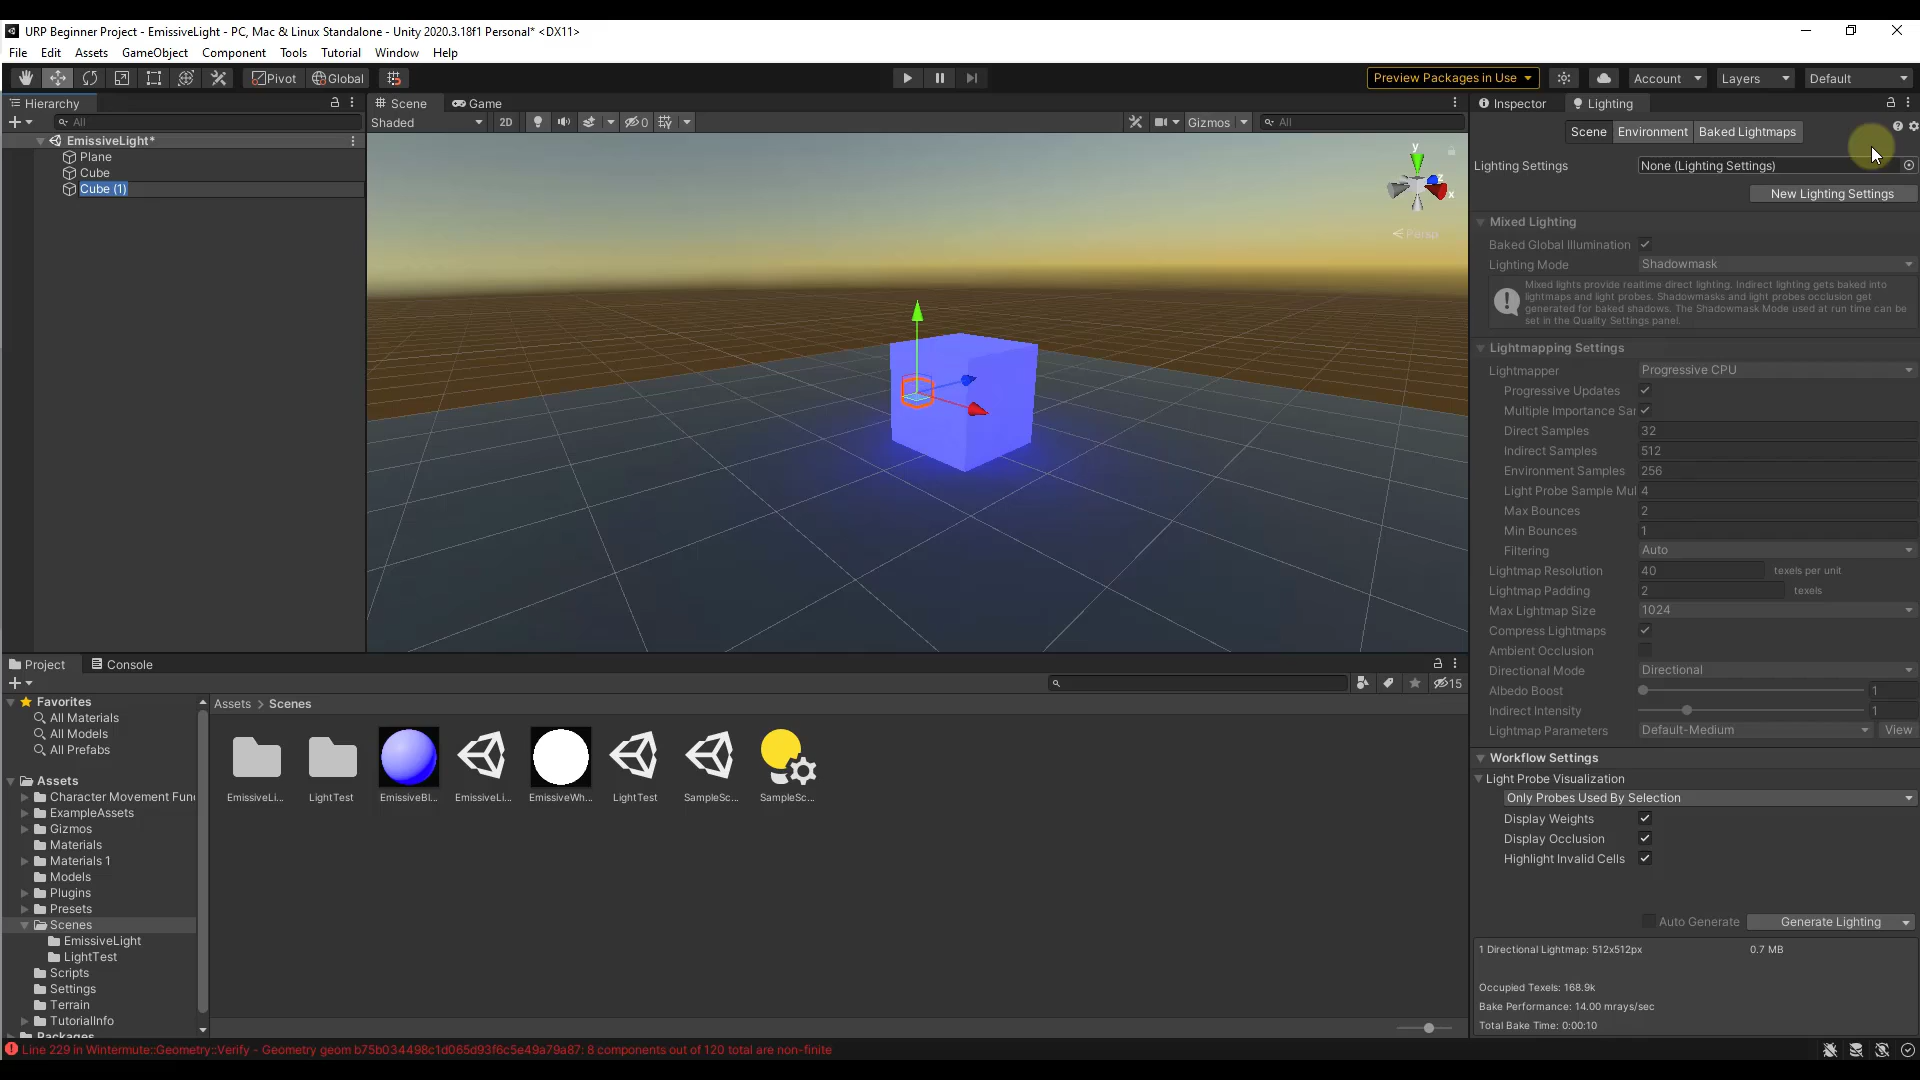 URP Beginner Project - EmissiveLight - PC, Mac & Linux Standalone - Unity 2020.3.18f1 Personal* <DX11>
File Edit Assets GameObject Component Tools Tutorial Window Help
Pivot Global Preview Packages in Use Account Layers Default
Hierarchy
All
EmissiveLight*
Plane
Cube
Cube (1)
Scene Game
Shaded 2D 0 Gizmos All
y
z
x
Persp
Inspector Lighting
Scene Environment Baked Lightmaps
Lighting Settings None (Lighting Settings)
New Lighting Settings
Mixed Lighting
Baked Global Illumination
Lighting Mode Shadowmask
Mixed lights provide realtime direct lighting. Indirect lighting gets baked into
lightmaps and light probes. Shadowmasks and light probes occlusion get
generated for baked shadows. The Shadowmask Mode used at run time can be
set in the Quality Settings panel.
Lightmapping Settings
Lightmapper Progressive CPU
Progressive Updates
Multiple Importance Sar
Direct Samples 32
Indirect Samples 512
Environment Samples 256
Light Probe Sample Mul 4
Max Bounces 2
Min Bounces 1
Filtering Auto
Lightmap Resolution 40 texels per unit
Lightmap Padding 2 texels
Max Lightmap Size 1024
Compress Lightmaps
Ambient Occlusion
Directional Mode Directional
Albedo Boost 1
Indirect Intensity 1
Lightmap Parameters Default-Medium View
Workflow Settings
Light Probe Visualization
Only Probes Used By Selection
Display Weights
Display Occlusion
Highlight Invalid Cells
Auto Generate Generate Lighting
1 Directional Lightmap: 512x512px 0.7 MB
Occupied Texels: 168.9k
Bake Performance: 14.00 mrays/sec
Total Bake Time: 0:00:10
Project Console
15
Favorites
All Materials
All Models
All Prefabs
Assets
Character Movement Fun
ExampleAssets
Gizmos
Materials
Materials 1
Models
Plugins
Presets
Scenes
EmissiveLight
LightTest
Scripts
Settings
Terrain
TutorialInfo
Packages
Assets > Scenes
EmissiveLi... LightTest EmissiveBl... EmissiveLi... EmissiveWh... LightTest SampleSc... SampleSc...
Line 229 in Wintermute::Geometry::Verify - Geometry geom b75b034498c1d065d93f6c5e49a79a87: 8 components out of 120 total are non-finite